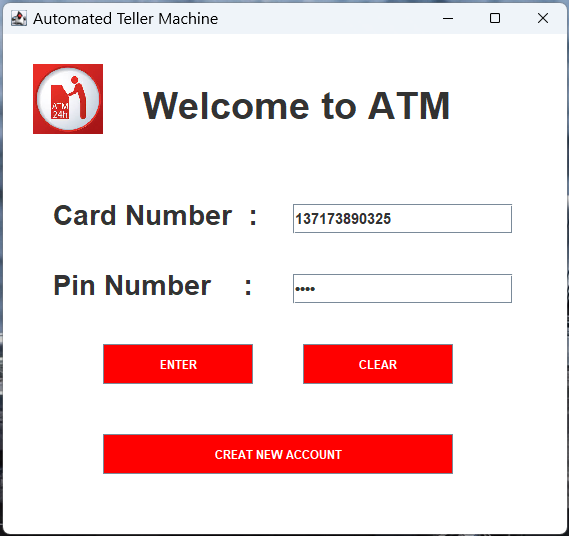 Automated Teller Machine
ATM
24h
Welcome to ATM
Card Number :
137173890325
Pin Number :
••••
ENTER
CLEAR
CREAT NEW ACCOUNT